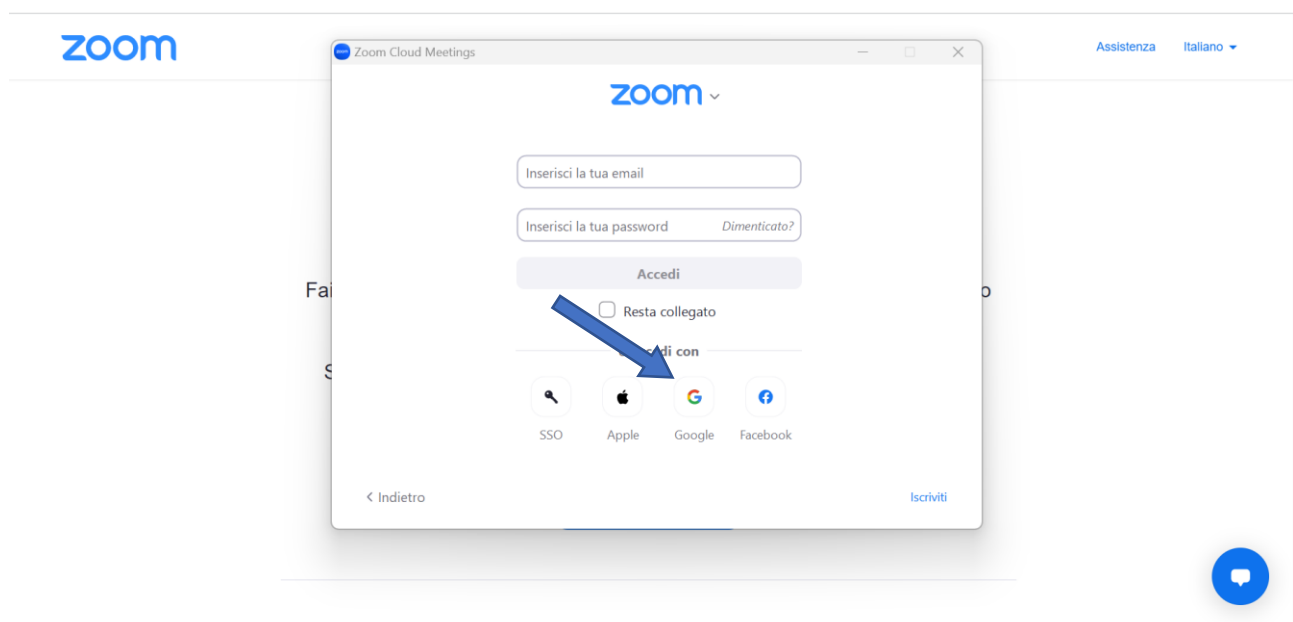 zoom
Assistenza Italiano
Zoom Cloud Meetings
zoom
Inserisci la tua email
Inserisci la tua password Dimenticato?
Accedi
Fai
Resta collegato
di con
SSO Apple Google Facebook
Indietro Iscriviti